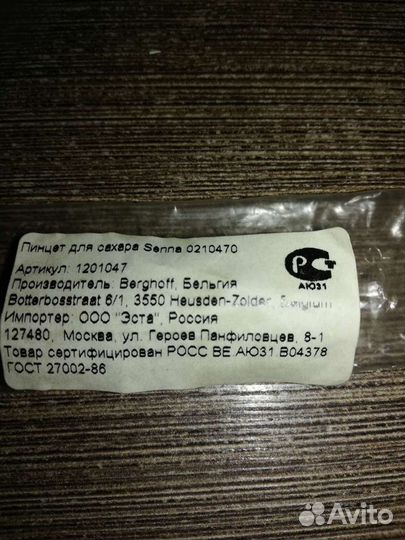 Пинцет для сахара Senna 0210470
Артикул: 1201047
Производитель: Berghoff, Бельгия
Botterbosstraat 6/1, 3550 Heusden-Zolder, Belgium
Импортер: ООО "Эста", Россия
127480, Москва, ул. Героев Панфиловцев, 8-1
Товар сертифицирован РОСС BE.АЮ31.В04378
ГОСТ 27002-86
РСТ
АЮ31
Avito